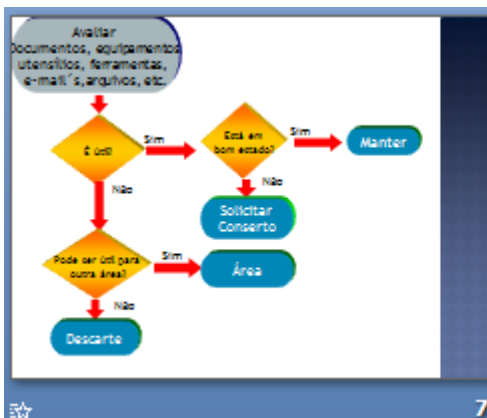 Avaliar
Documentos, equipamentos
utensílios, ferramentas,
e-mail´s,arquivos, etc.
É útil?
Sim
Está em
bom estado?
Sim
Manter
Não
Não
Solicitar
Conserto
Pode ser útil para
outra área?
Sim
Área
Não
Descarte
7